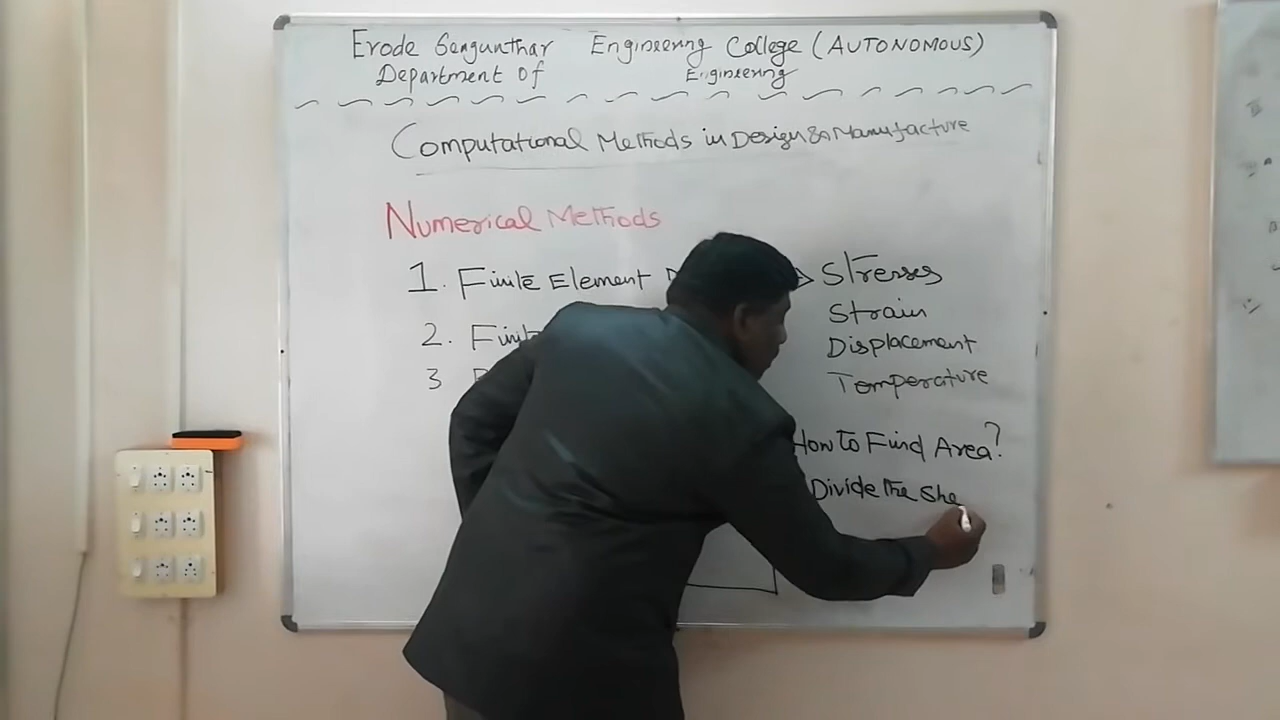 Erode Sengunthar Engineering College (AUTONOMOUS)
Department Of Engineering
Computational Methods in Design & Manufacture
Numerical Methods
1. Finite Element → Stresses
Strain
2. Finite
Displacement
3
Temperature
How to Find Area?
Divide the She